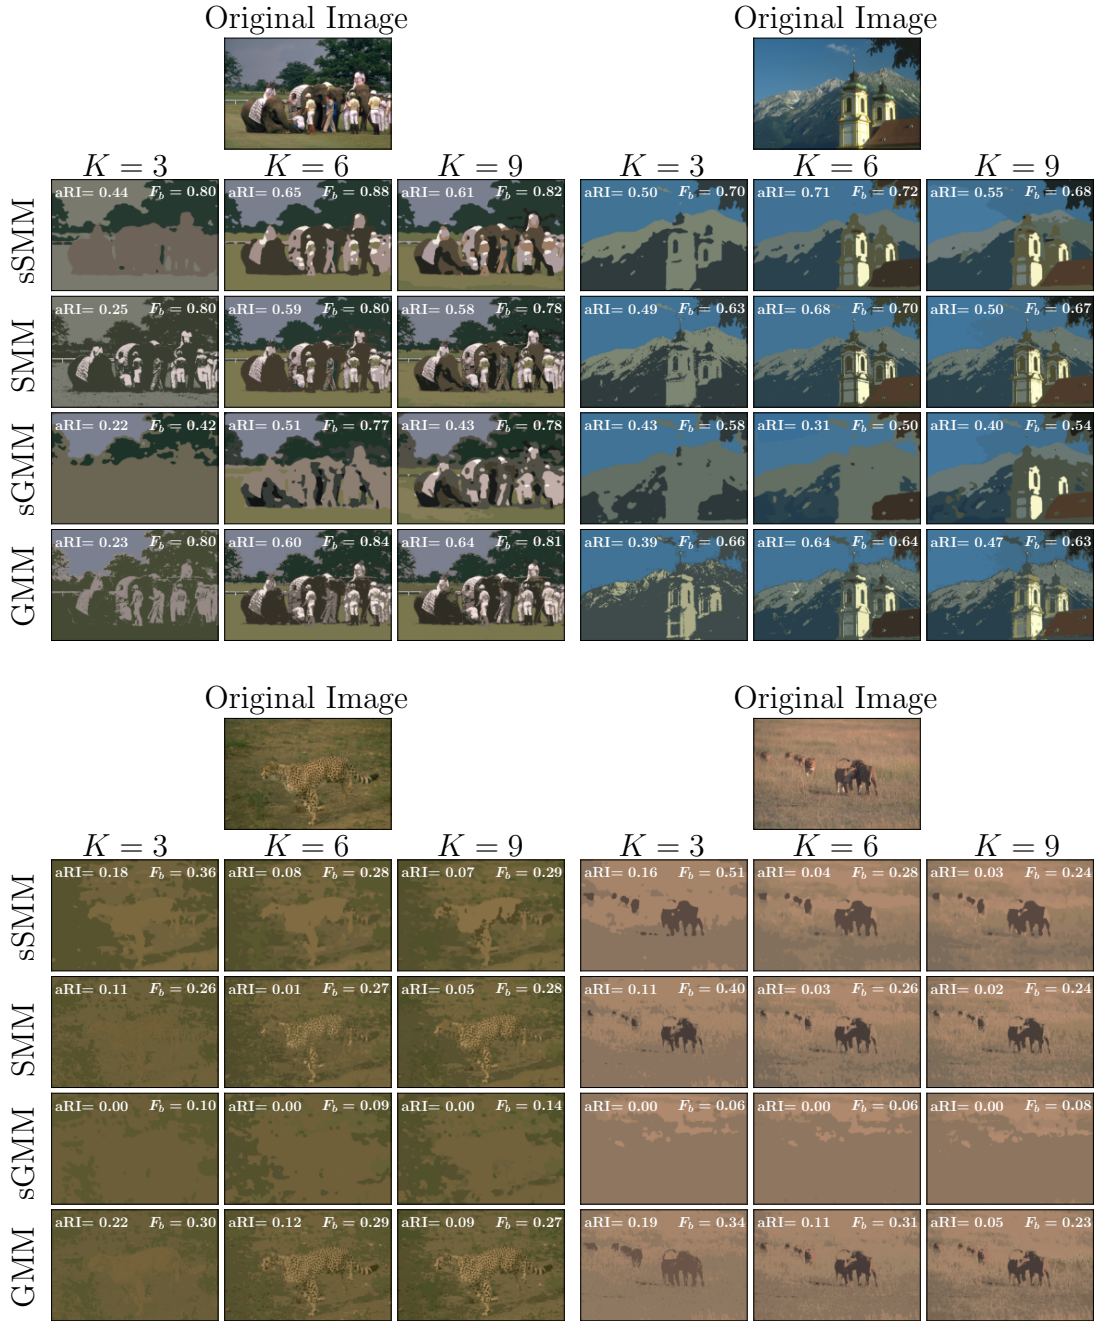 Original Image Original Image
K = 3 K = 6 K = 9 K = 3 K = 6 K = 9
sSMM aRI= 0.44 F_b = 0.80 aRI= 0.65 F_b = 0.88 aRI= 0.61 F_b = 0.82 aRI= 0.50 F_b = 0.70 aRI= 0.71 F_b = 0.72 aRI= 0.55 F_b = 0.68
SMM aRI= 0.25 F_b = 0.80 aRI= 0.59 F_b = 0.80 aRI= 0.58 F_b = 0.78 aRI= 0.49 F_b = 0.63 aRI= 0.68 F_b = 0.70 aRI= 0.50 F_b = 0.67
sGMM aRI= 0.22 F_b = 0.42 aRI= 0.51 F_b = 0.77 aRI= 0.43 F_b = 0.78 aRI= 0.43 F_b = 0.58 aRI= 0.31 F_b = 0.50 aRI= 0.40 F_b = 0.54
GMM aRI= 0.23 F_b = 0.80 aRI= 0.60 F_b = 0.84 aRI= 0.64 F_b = 0.81 aRI= 0.39 F_b = 0.66 aRI= 0.64 F_b = 0.64 aRI= 0.47 F_b = 0.63
Original Image Original Image
K = 3 K = 6 K = 9 K = 3 K = 6 K = 9
sSMM aRI= 0.18 F_b = 0.36 aRI= 0.08 F_b = 0.28 aRI= 0.07 F_b = 0.29 aRI= 0.16 F_b = 0.51 aRI= 0.04 F_b = 0.28 aRI= 0.03 F_b = 0.24
SMM aRI= 0.11 F_b = 0.26 aRI= 0.01 F_b = 0.27 aRI= 0.05 F_b = 0.28 aRI= 0.11 F_b = 0.40 aRI= 0.03 F_b = 0.26 aRI= 0.02 F_b = 0.24
sGMM aRI= 0.00 F_b = 0.10 aRI= 0.00 F_b = 0.09 aRI= 0.00 F_b = 0.14 aRI= 0.00 F_b = 0.06 aRI= 0.00 F_b = 0.06 aRI= 0.00 F_b = 0.08
GMM aRI= 0.22 F_b = 0.30 aRI= 0.12 F_b = 0.29 aRI= 0.09 F_b = 0.27 aRI= 0.19 F_b = 0.34 aRI= 0.11 F_b = 0.31 aRI= 0.05 F_b = 0.23